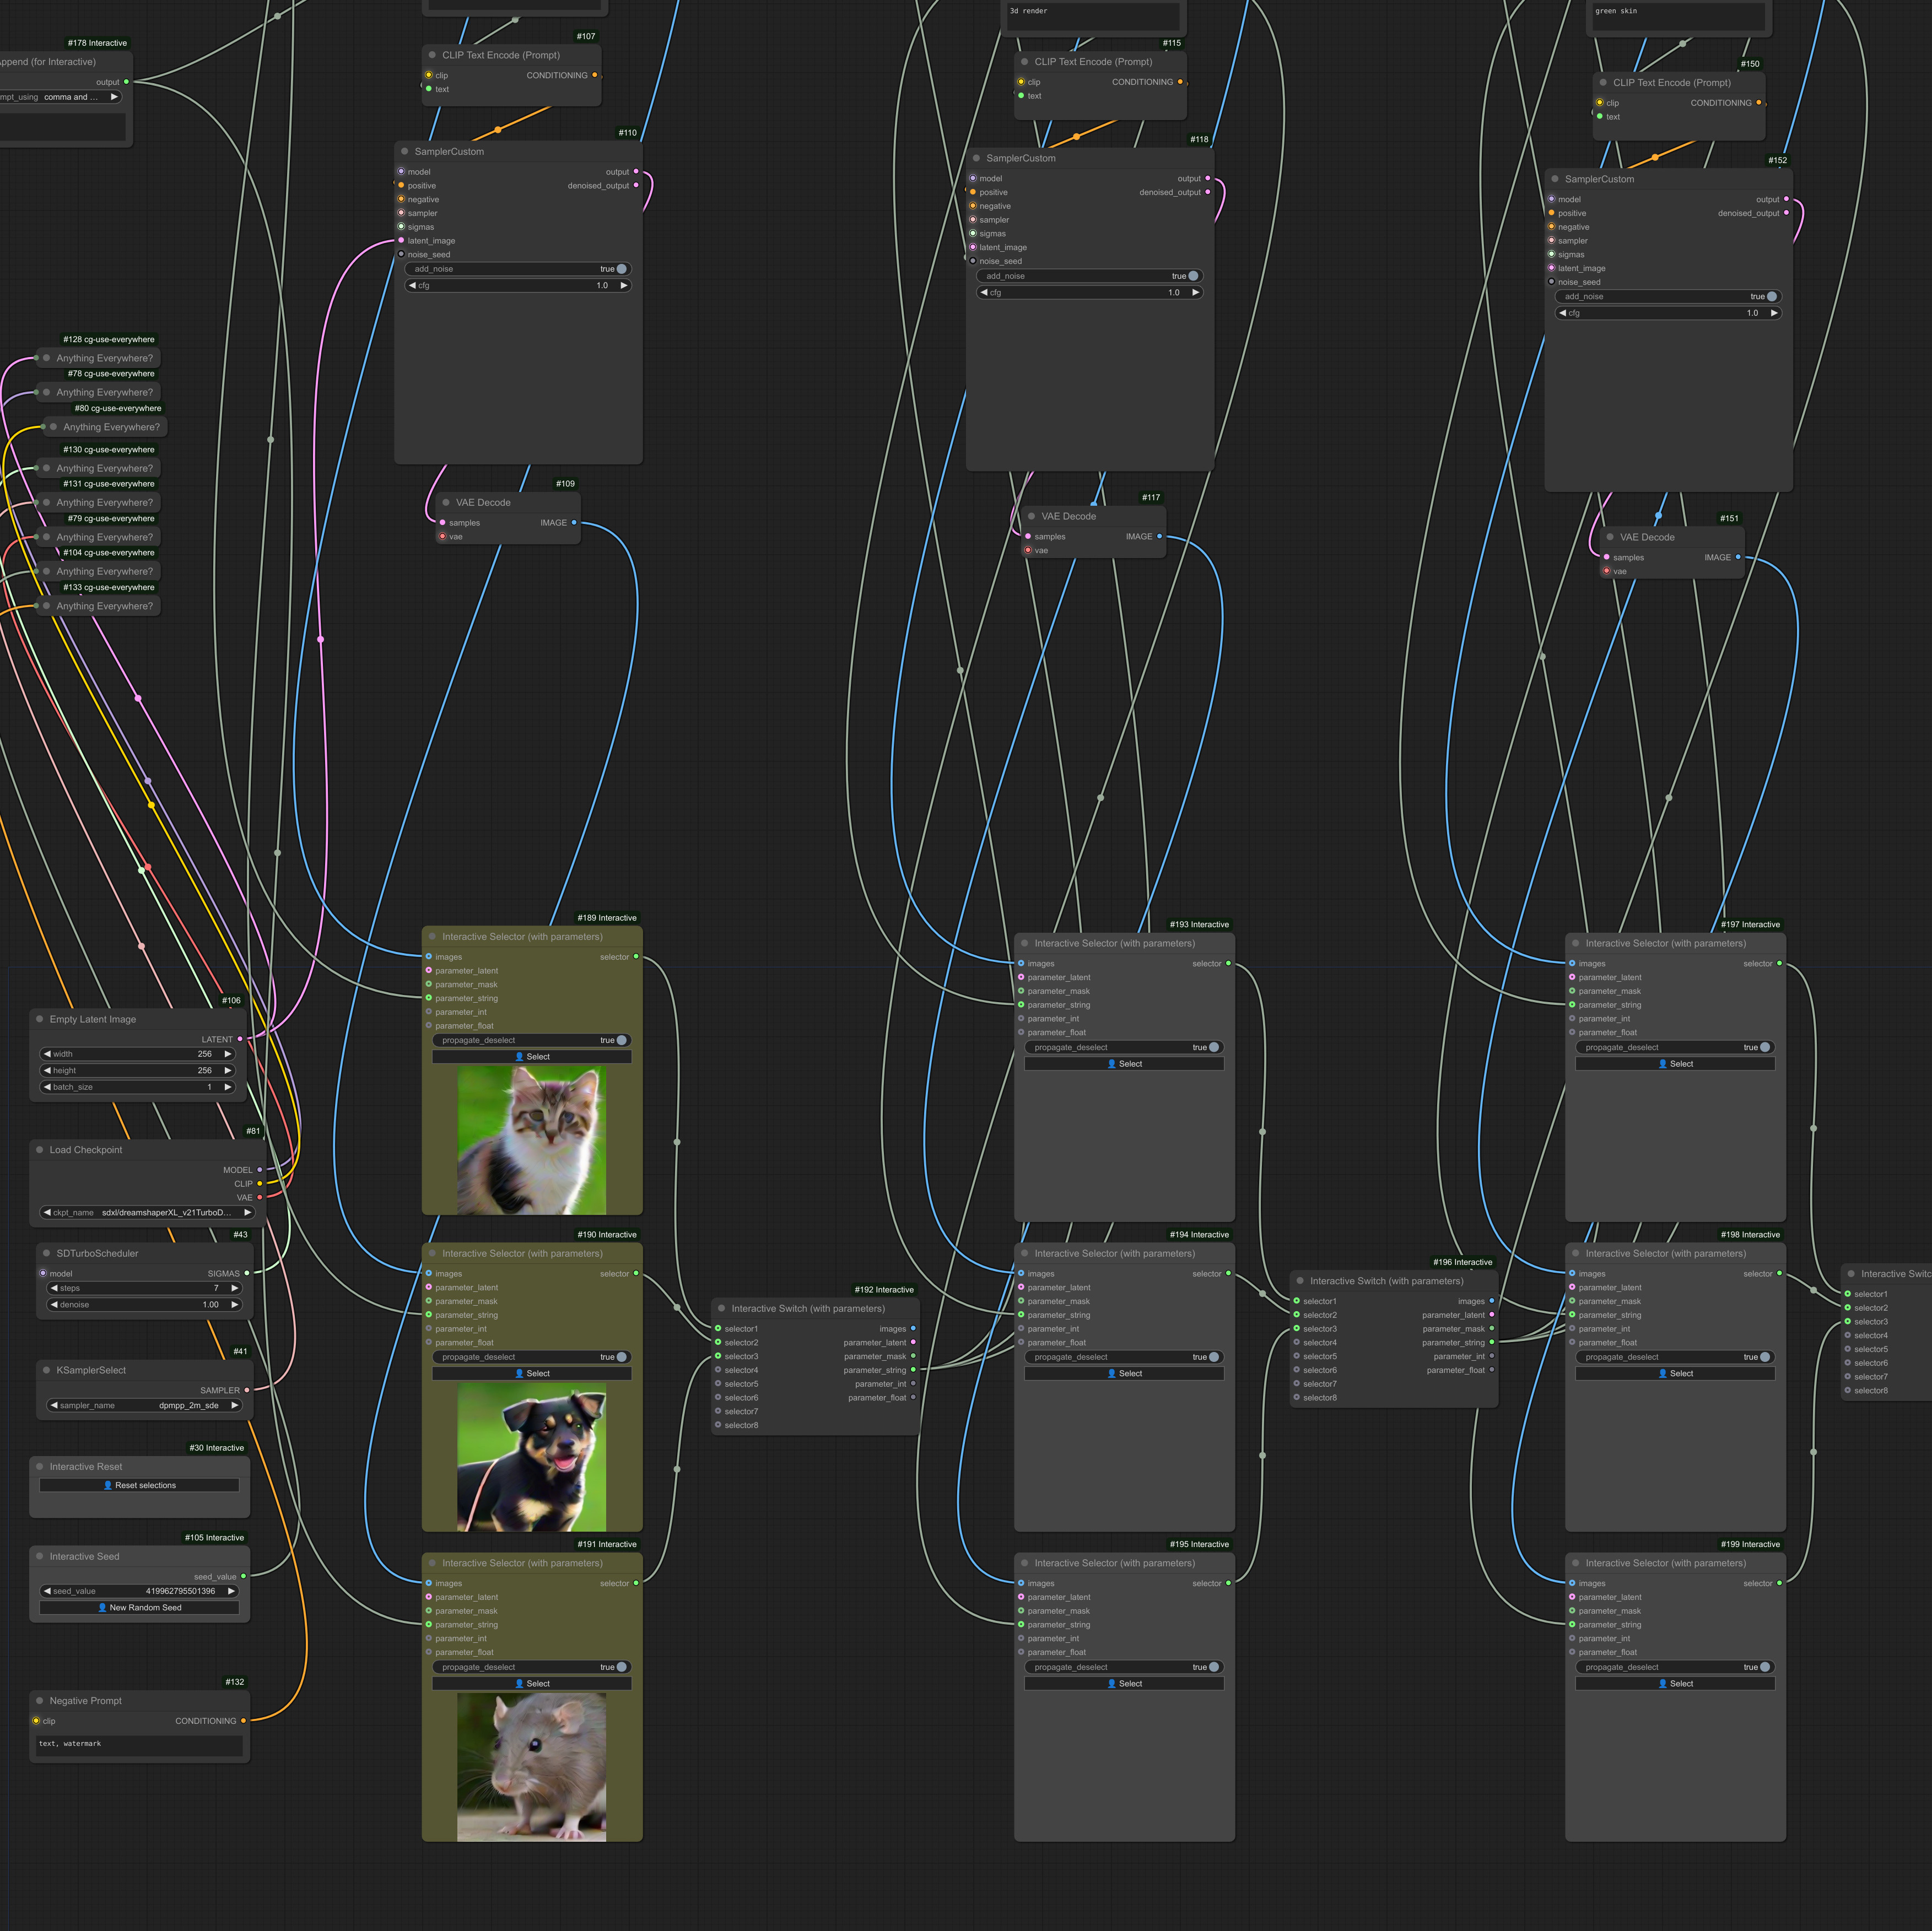 #178 Interactive
Append (for Interactive)
output
comma and ...
#107
CLIP Text Encode (Prompt)
clip
CONDITIONING
text
#110
SamplerCustom
model
output
positive
denoised_output
negative
sampler
sigmas
latent_image
noise_seed
add_noise
true
cfg
1.0
#109
VAE Decode
samples
IMAGE
vae
3d render
#115
CLIP Text Encode (Prompt)
clip
CONDITIONING
text
#118
SamplerCustom
model
output
positive
denoised_output
negative
sampler
sigmas
latent_image
noise_seed
add_noise
true
cfg
1.0
#117
VAE Decode
samples
IMAGE
vae
green skin
#150
CLIP Text Encode (Prompt)
clip
CONDITIONING
text
#152
SamplerCustom
model
output
positive
denoised_output
negative
sampler
sigmas
latent_image
noise_seed
add_noise
true
cfg
1.0
#151
VAE Decode
samples
IMAGE
vae
#128 cg-use-everywhere
Anything Everywhere?
#78 cg-use-everywhere
Anything Everywhere?
#80 cg-use-everywhere
Anything Everywhere?
#130 cg-use-everywhere
Anything Everywhere?
#131 cg-use-everywhere
Anything Everywhere?
#79 cg-use-everywhere
Anything Everywhere?
#104 cg-use-everywhere
Anything Everywhere?
#133 cg-use-everywhere
Anything Everywhere?
#106
Empty Latent Image
LATENT
width
256
height
256
batch_size
1
#81
Load Checkpoint
MODEL
CLIP
VAE
ckpt_name
sdxl/dreamshaperXL_v21TurboD...
#43
SDTurboScheduler
model
SIGMAS
steps
7
denoise
1.00
#41
KSamplerSelect
SAMPLER
sampler_name
dpmpp_2m_sde
#30 Interactive
Interactive Reset
Reset selections
#105 Interactive
Interactive Seed
seed_value
seed_value
419962795501396
New Random Seed
#132
Negative Prompt
clip
CONDITIONING
text, watermark
#189 Interactive
Interactive Selector (with parameters)
images
selector
parameter_latent
parameter_mask
parameter_string
parameter_int
parameter_float
propagate_deselect
true
Select
#190 Interactive
Interactive Selector (with parameters)
images
selector
parameter_latent
parameter_mask
parameter_string
parameter_int
parameter_float
propagate_deselect
true
Select
#191 Interactive
Interactive Selector (with parameters)
images
selector
parameter_latent
parameter_mask
parameter_string
parameter_int
parameter_float
propagate_deselect
true
Select
#192 Interactive
Interactive Switch (with parameters)
selector1
images
selector2
parameter_latent
selector3
parameter_mask
selector4
parameter_string
selector5
parameter_int
selector6
parameter_float
selector7
selector8
#193 Interactive
Interactive Selector (with parameters)
images
selector
parameter_latent
parameter_mask
parameter_string
parameter_int
parameter_float
propagate_deselect
true
Select
#194 Interactive
Interactive Selector (with parameters)
images
selector
parameter_latent
parameter_mask
parameter_string
parameter_int
parameter_float
propagate_deselect
true
Select
#195 Interactive
Interactive Selector (with parameters)
images
selector
parameter_latent
parameter_mask
parameter_string
parameter_int
parameter_float
propagate_deselect
true
Select
#196 Interactive
Interactive Switch (with parameters)
selector1
images
selector2
parameter_latent
selector3
parameter_mask
selector4
parameter_string
selector5
parameter_int
selector6
parameter_float
selector7
selector8
#197 Interactive
Interactive Selector (with parameters)
images
selector
parameter_latent
parameter_mask
parameter_string
parameter_int
parameter_float
propagate_deselect
true
Select
#198 Interactive
Interactive Selector (with parameters)
images
selector
parameter_latent
parameter_mask
parameter_string
parameter_int
parameter_float
propagate_deselect
true
Select
#199 Interactive
Interactive Selector (with parameters)
images
selector
parameter_latent
parameter_mask
parameter_string
parameter_int
parameter_float
propagate_deselect
true
Select
Interactive Switc
selector1
selector2
selector3
selector4
selector5
selector6
selector7
selector8